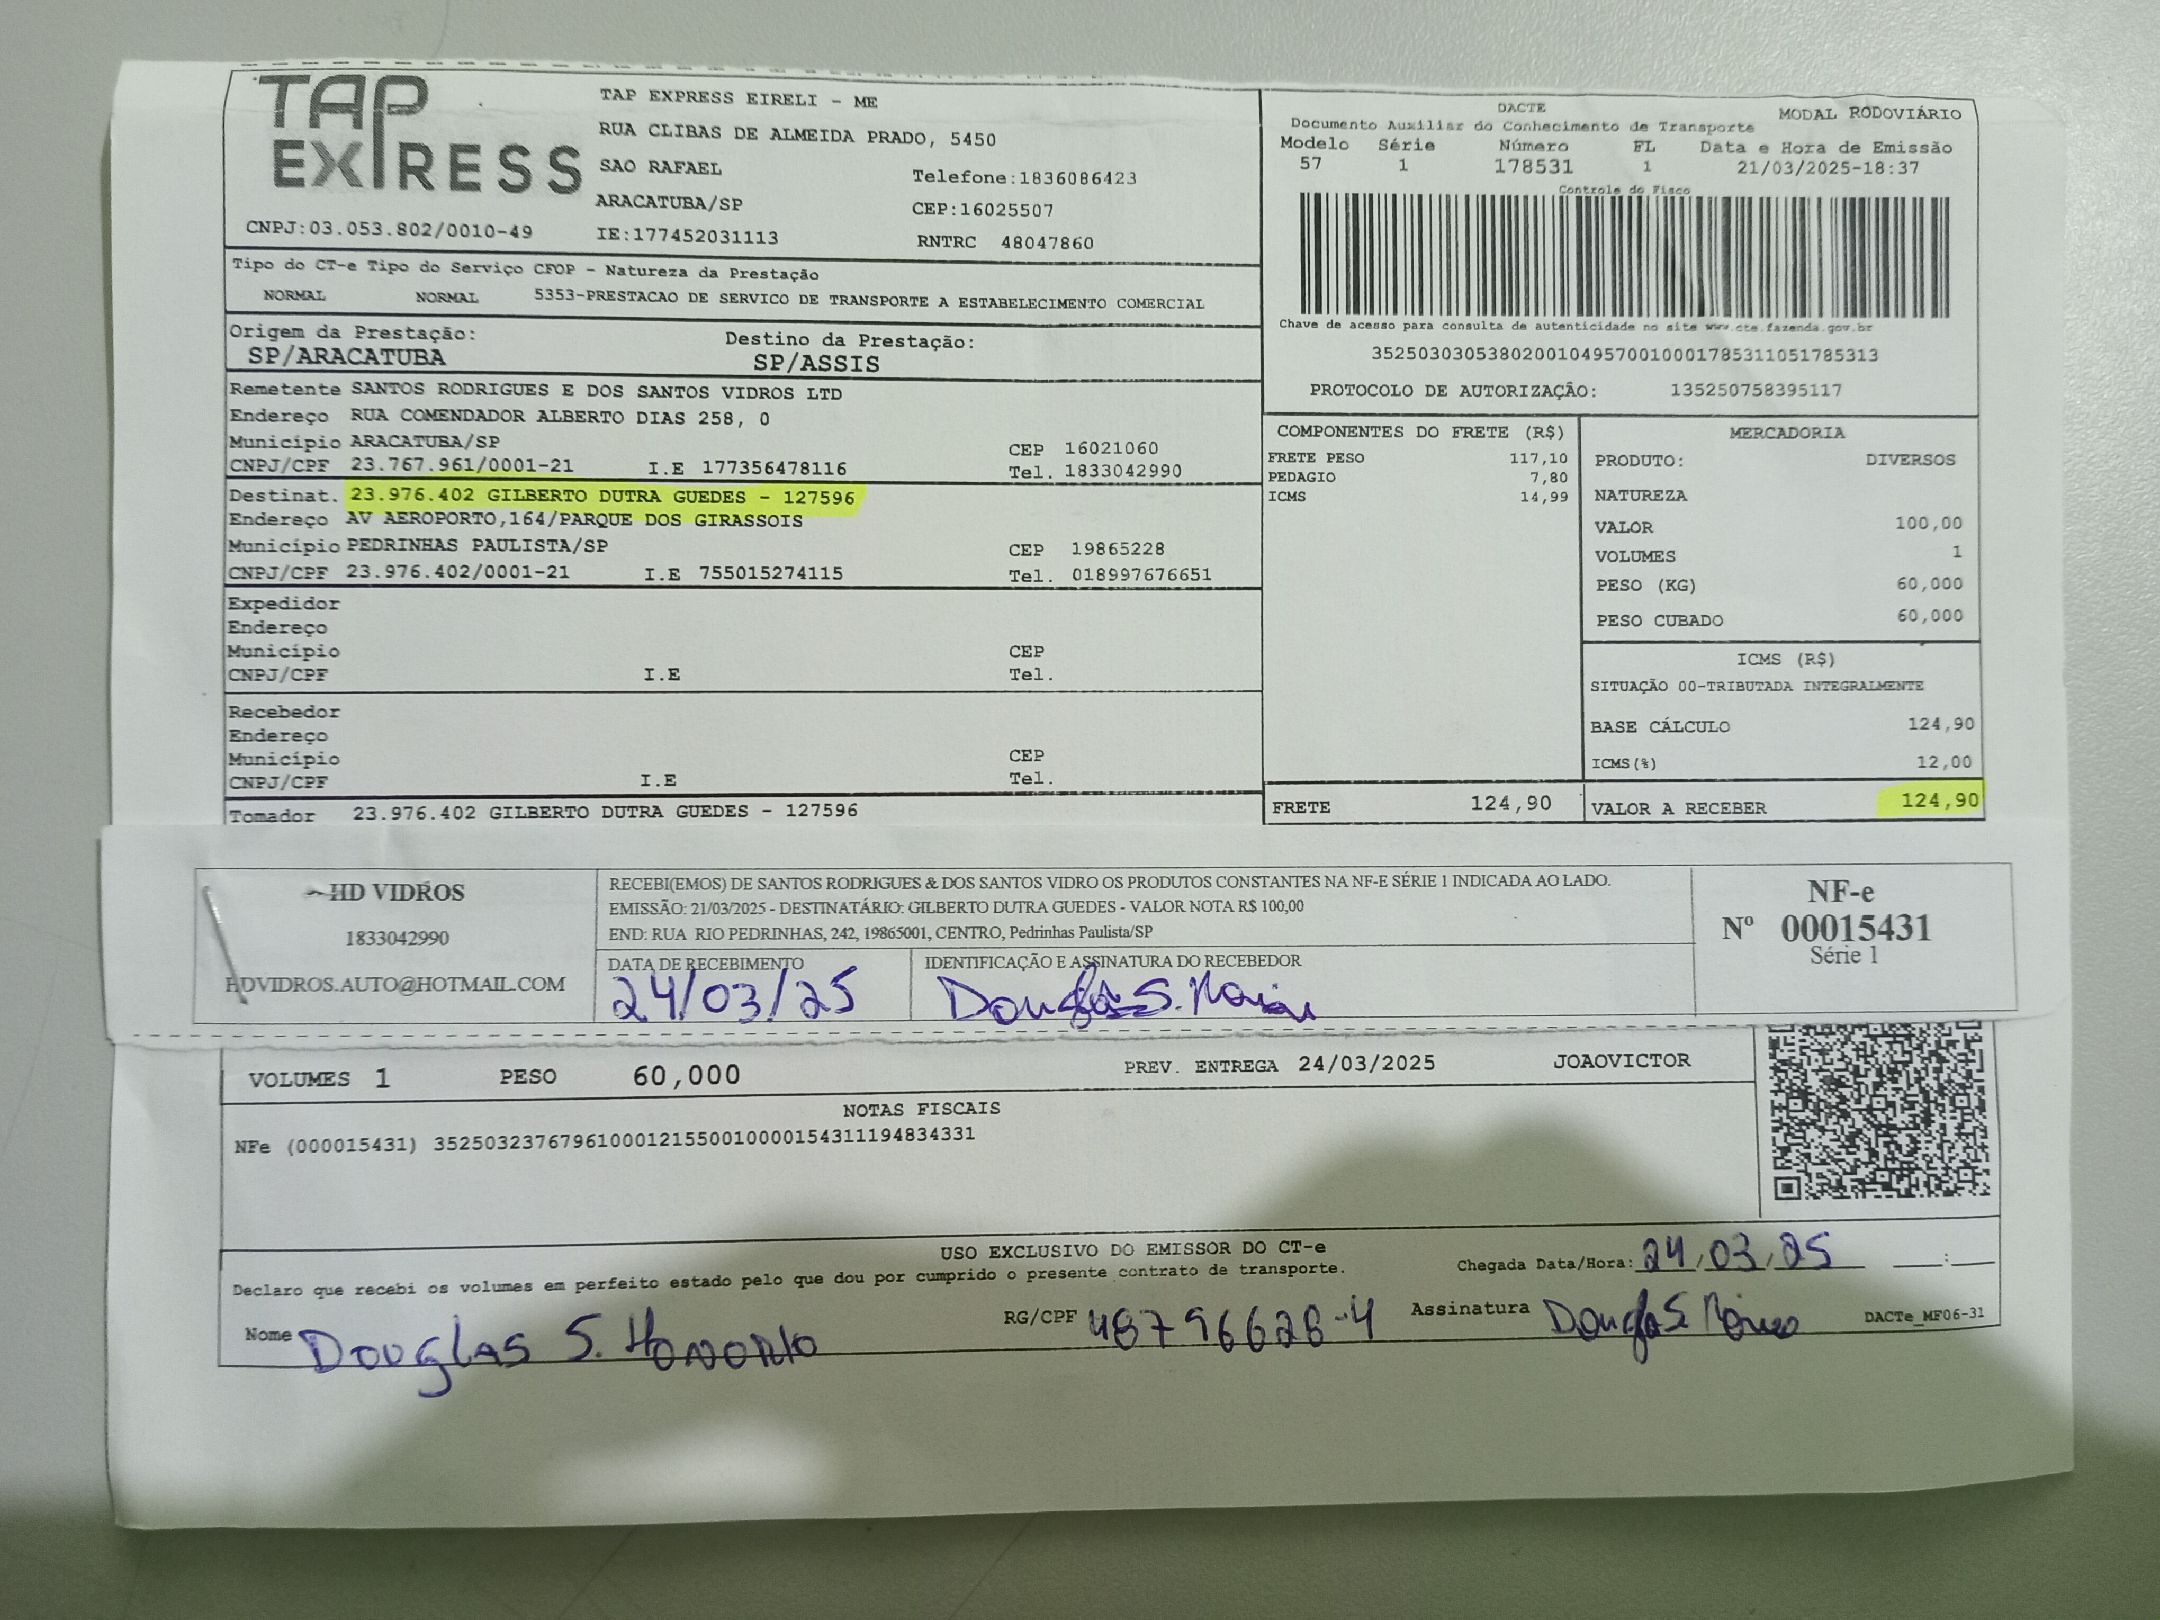 TAP EXPRESS
TAP EXPRESS EIRELI - ME
RUA CLIBAS DE ALMEIDA PRADO, 5450
SAO RAFAEL
Telefone:1836086423
ARACATUBA/SP
CEP:16025507
CNPJ:03.053.802/0010-49
IE:177452031113
RNTRC 48047860
DACTE
MODAL RODOVIÁRIO
Documento Auxiliar do Conhecimento de Transporte
Modelo Série Número FL Data e Hora de Emissão
57 1 178531 1 21/03/2025-18:37
Controle do Fisco
Chave de acesso para consulta de autenticidade no site www.cte.fazenda.gov.br
35250303053802001049570010001785311051785313
PROTOCOLO DE AUTORIZAÇÂO: 135250758395117
Tipo do CT-e Tipo do Serviço CFOP - Natureza da Prestação
NORMAL NORMAL 5353-PRESTACAO DE SERVICO DE TRANSPORTE A ESTABELECIMENTO COMERCIAL
Origem da Prestação: Destino da Prestação:
SP/ARACATUBA SP/ASSIS
Remetente SANTOS RODRIGUES E DOS SANTOS VIDROS LTD
Endereço RUA COMENDADOR ALBERTO DIAS 258, 0
Município ARACATUBA/SP CEP 16021060
CNPJ/CPF 23.767.961/0001-21 I.E 177356478116 Tel. 1833042990
Destinat. 23.976.402 GILBERTO DUTRA GUEDES - 127596
Endereço AV AEROPORTO,164/PARQUE DOS GIRASSOIS
Município PEDRINHAS PAULISTA/SP CEP 19865228
CNPJ/CPF 23.976.402/0001-21 I.E 755015274115 Tel. 018997676651
Expedidor
Endereço
Município CEP
CNPJ/CPF I.E Tel.
Recebedor
Endereço
Município CEP
CNPJ/CPF I.E Tel.
Tomador 23.976.402 GILBERTO DUTRA GUEDES - 127596
COMPONENTES DO FRETE (R$)
FRETE PESO 117,10
PEDAGIO 7,80
ICMS 14,99
FRETE 124,90
MERCADORIA
PRODUTO: DIVERSOS
NATUREZA
VALOR 100,00
VOLUMES 1
PESO (KG) 60,000
PESO CUBADO 60,000
ICMS (R$)
SITUAÇÃO 00-TRIBUTADA INTEGRALMENTE
BASE CÁLCULO 124,90
ICMS(%) 12,00
VALOR A RECEBER 124,90
HD VIDROS
1833042990
HDVIDROS.AUTO@HOTMAIL.COM
RECEBI(EMOS) DE SANTOS RODRIGUES & DOS SANTOS VIDRO OS PRODUTOS CONSTANTES NA NF-E SÉRIE 1 INDICADA AO LADO.
EMISSÃO: 21/03/2025 - DESTINATÁRIO: GILBERTO DUTRA GUEDES - VALOR NOTA R$ 100,00
END: RUA RIO PEDRINHAS, 242, 19865001, CENTRO, Pedrinhas Paulista/SP
DATA DE RECEBIMENTO
24/03/25
IDENTIFICAÇÃO E ASSINATURA DO RECEBEDOR
NF-e
Nº 00015431
Série 1
VOLUMES 1 PESO 60,000 PREV. ENTREGA 24/03/2025 JOAOVICTOR
NOTAS FISCAIS
NFe (000015431) 35250323767961000121550010000154311194834331
USO EXCLUSIVO DO EMISSOR DO CT-e
Declaro que recebi os volumes em perfeito estado pelo que dou por cumprido o presente contrato de transporte.
Chegada Data/Hora: 24/03/25 :
Nome Douglas S. Honorio
RG/CPF 48796628-4
Assinatura
DACTe_MF06-31